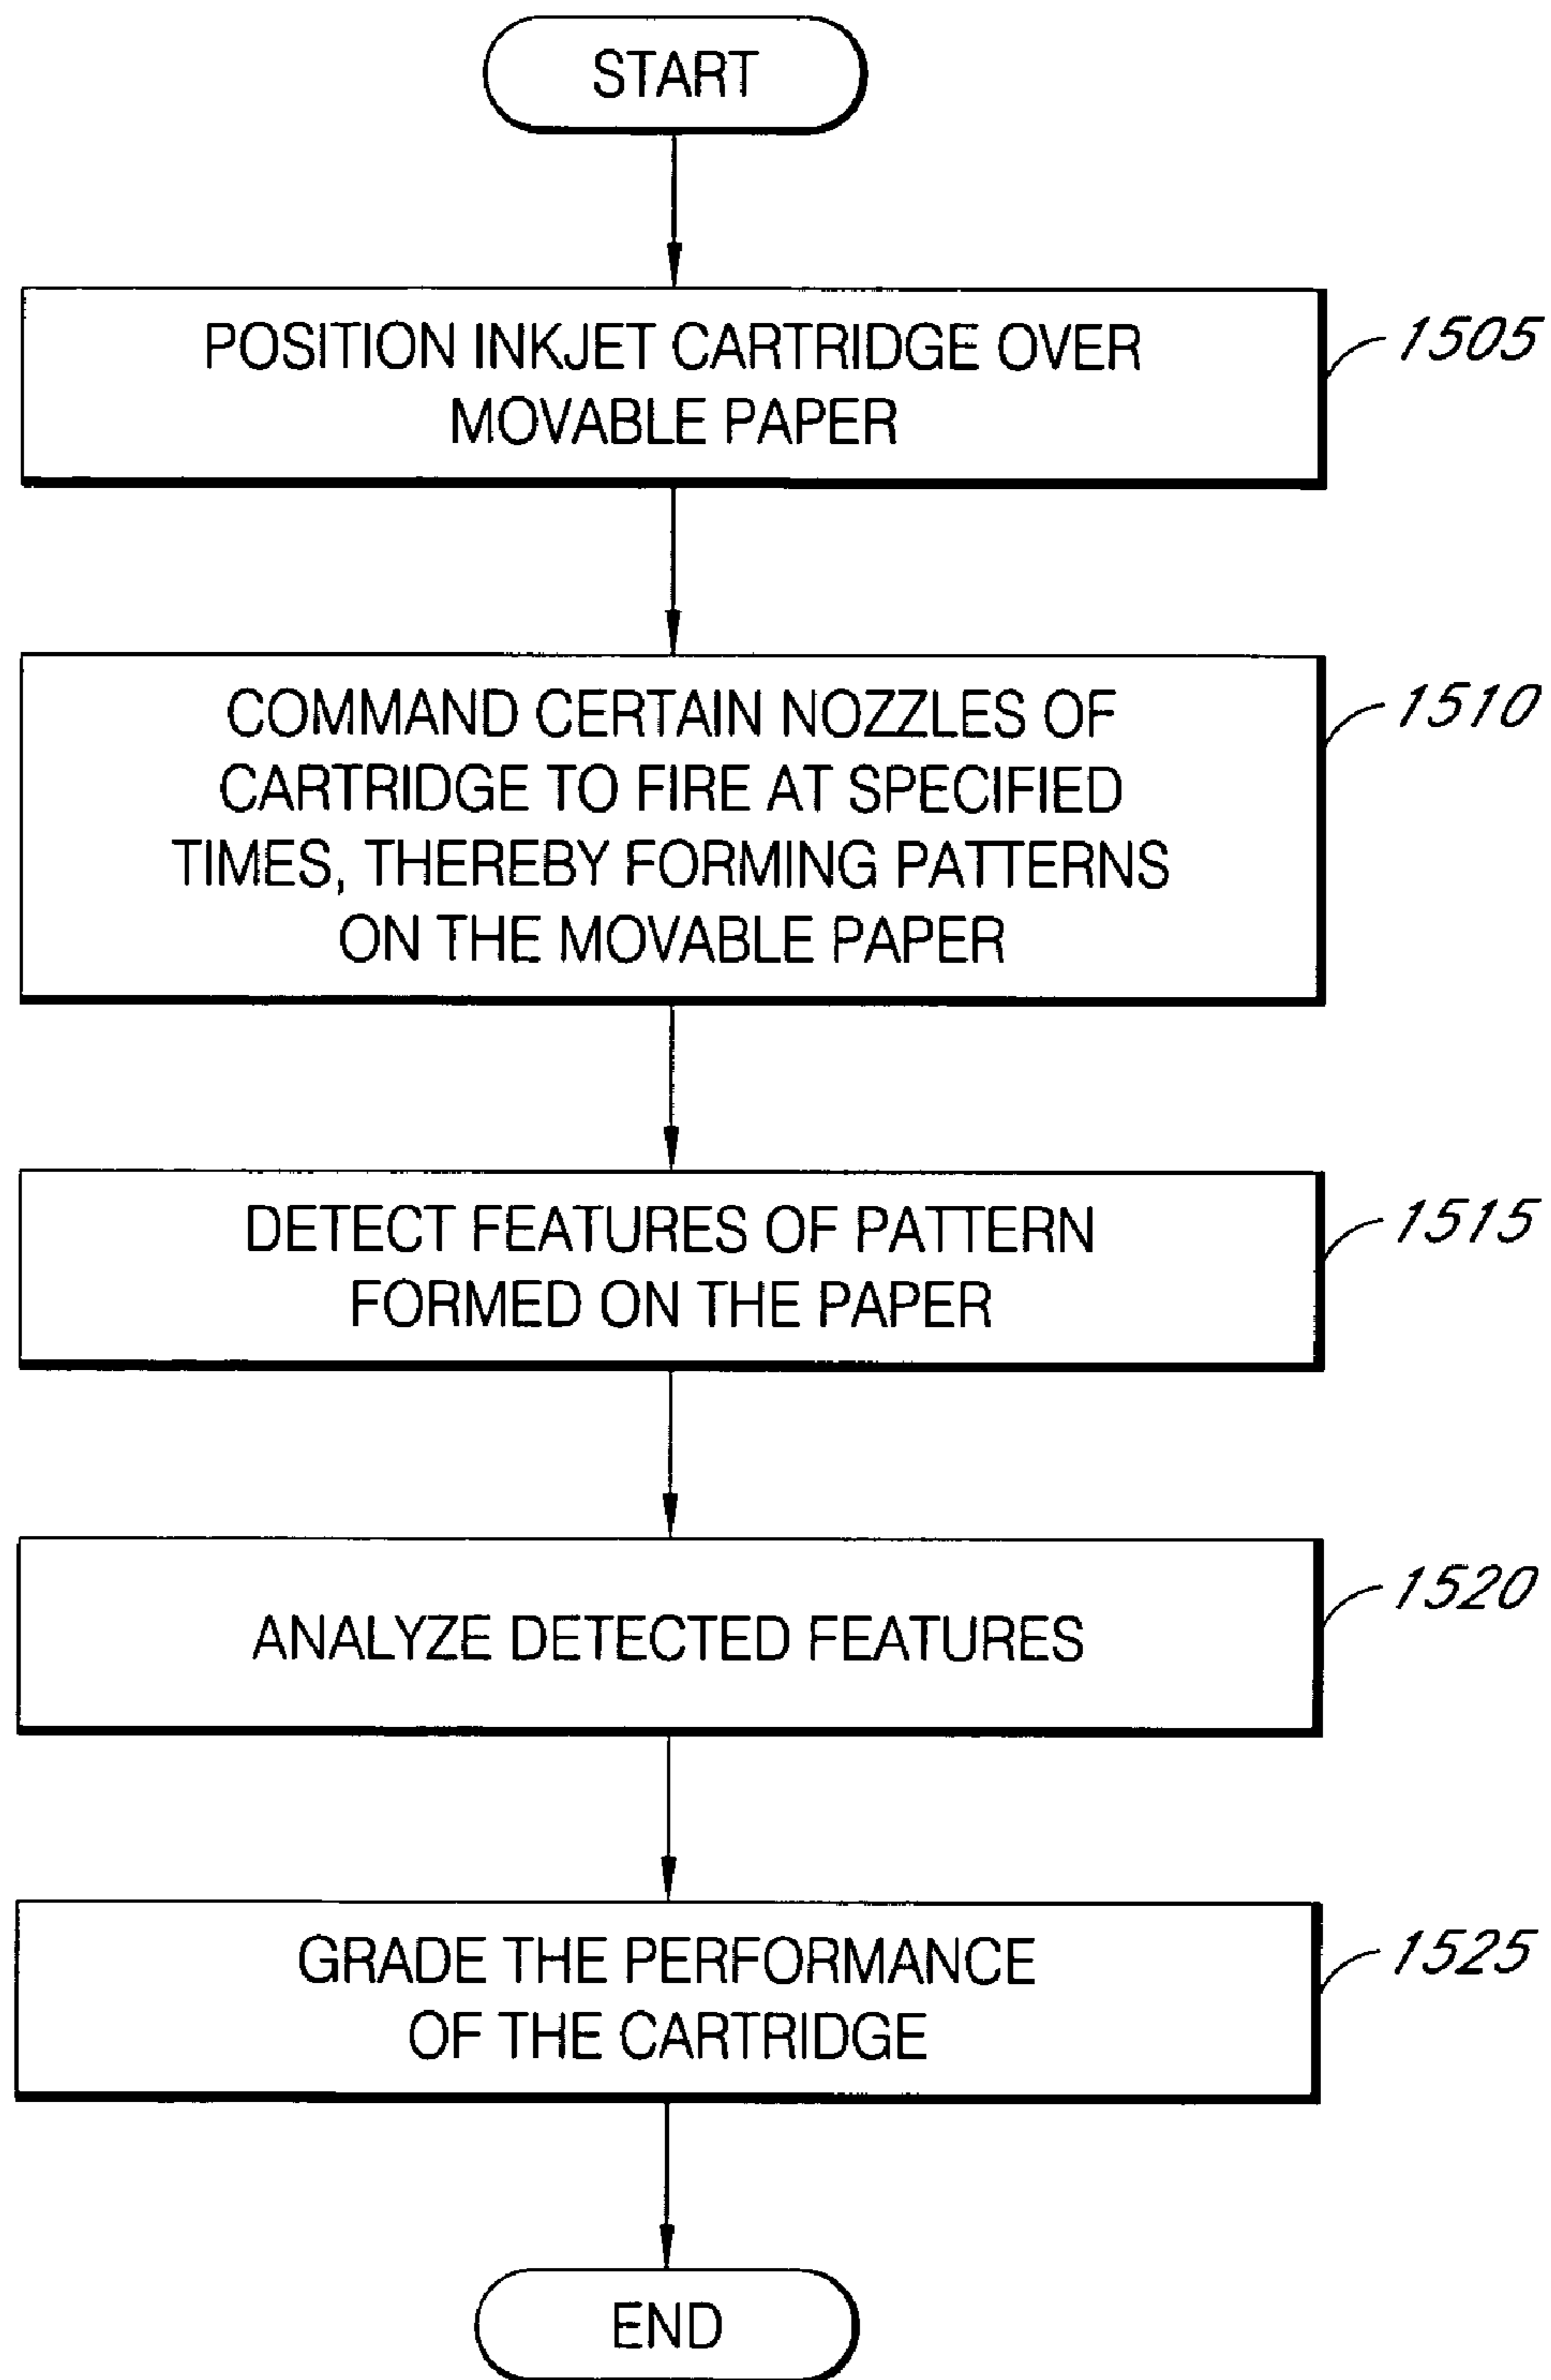 START
POSITION INKJET CARTRIDGE OVER
MOVABLE PAPER
1505
COMMAND CERTAIN NOZZLES OF
CARTRIDGE TO FIRE AT SPECIFIED
TIMES, THEREBY FORMING PATTERNS
ON THE MOVABLE PAPER
1510
DETECT FEATURES OF PATTERN
FORMED ON THE PAPER
1515
ANALYZE DETECTED FEATURES
1520
GRADE THE PERFORMANCE
OF THE CARTRIDGE
1525
END